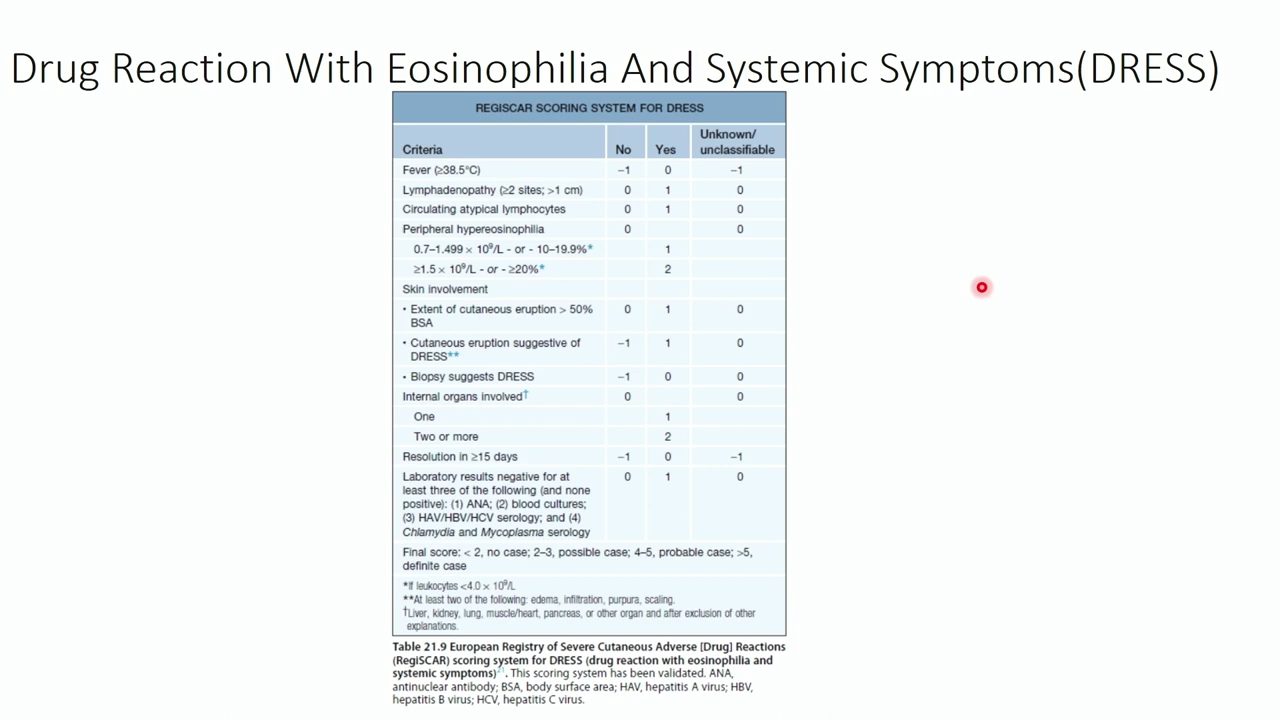 Drug Reaction With Eosinophilia And Systemic Symptoms(DRESS)
REGISCAR SCORING SYSTEM FOR DRESS
Criteria No Yes Unknown/
unclassifiable
Fever (≥38.5°C) −1 0 −1
Lymphadenopathy (≥2 sites; >1 cm) 0 1 0
Circulating atypical lymphocytes 0 1 0
Peripheral hypereosinophilia 0 0
0.7–1.499 × 10⁹/L - or - 10–19.9%* 1
≥1.5 × 10⁹/L - or - ≥20%* 2
Skin involvement
• Extent of cutaneous eruption > 50% 0 1 0
BSA
• Cutaneous eruption suggestive of −1 1 0
DRESS**
• Biopsy suggests DRESS −1 0 0
Internal organs involved† 0 0
One 1
Two or more 2
Resolution in ≥15 days −1 0 −1
Laboratory results negative for at 0 1 0
least three of the following (and none
positive): (1) ANA; (2) blood cultures;
(3) HAV/HBV/HCV serology; and (4)
Chlamydia and Mycoplasma serology
Final score: < 2, no case; 2–3, possible case; 4–5, probable case; >5,
definite case
*If leukocytes <4.0 × 10⁹/L
**At least two of the following: edema, infiltration, purpura, scaling.
†Liver, kidney, lung, muscle/heart, pancreas, or other organ and after exclusion of other
explanations.
Table 21.9 European Registry of Severe Cutaneous Adverse [Drug] Reactions
(RegiSCAR) scoring system for DRESS (drug reaction with eosinophilia and
systemic symptoms). This scoring system has been validated. ANA,
antinuclear antibody; BSA, body surface area; HAV, hepatitis A virus; HBV,
hepatitis B virus; HCV, hepatitis C virus.